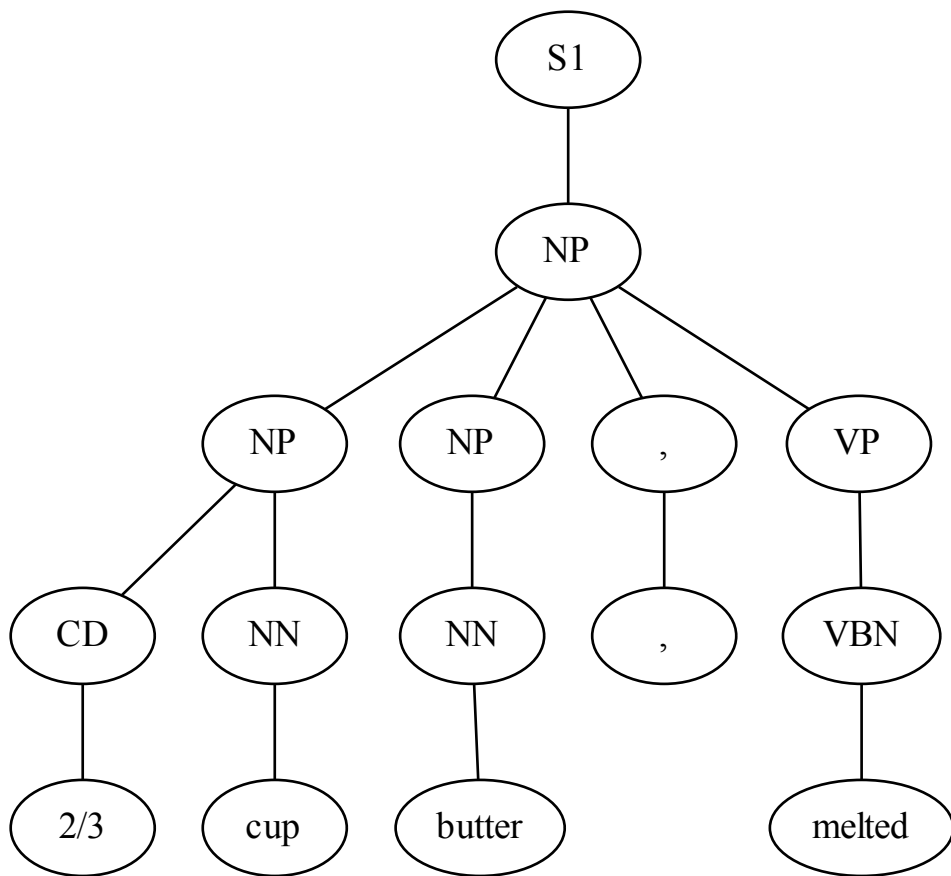 S1
NP
NP NP , VP
CD NN NN , VBN
2/3 cup butter melted